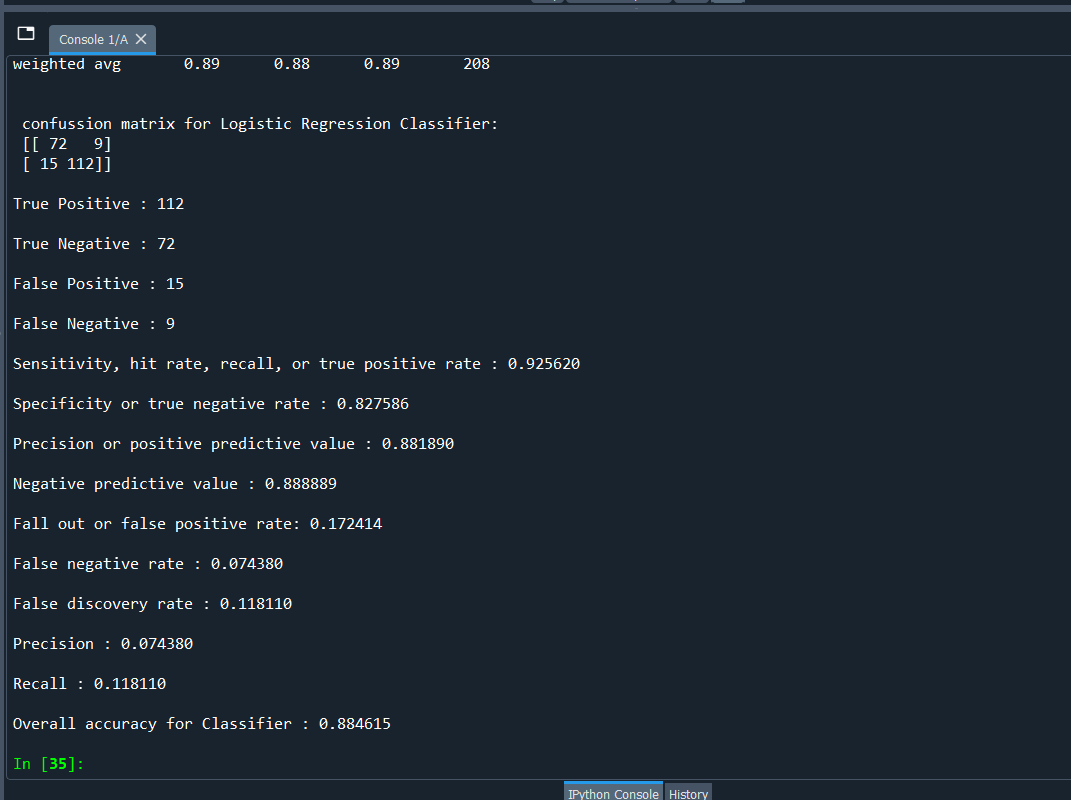 Console 1/A
weighted avg 0.89 0.88 0.89 208
confussion matrix for Logistic Regression Classifier:
[[ 72 9]
[ 15 112]]
True Positive : 112
True Negative : 72
False Positive : 15
False Negative : 9
Sensitivity, hit rate, recall, or true positive rate : 0.925620
Specificity or true negative rate : 0.827586
Precision or positive predictive value : 0.881890
Negative predictive value : 0.888889
Fall out or false positive rate: 0.172414
False negative rate : 0.074380
False discovery rate : 0.118110
Precision : 0.074380
Recall : 0.118110
Overall accuracy for Classifier : 0.884615
In [35]:
IPython Console History